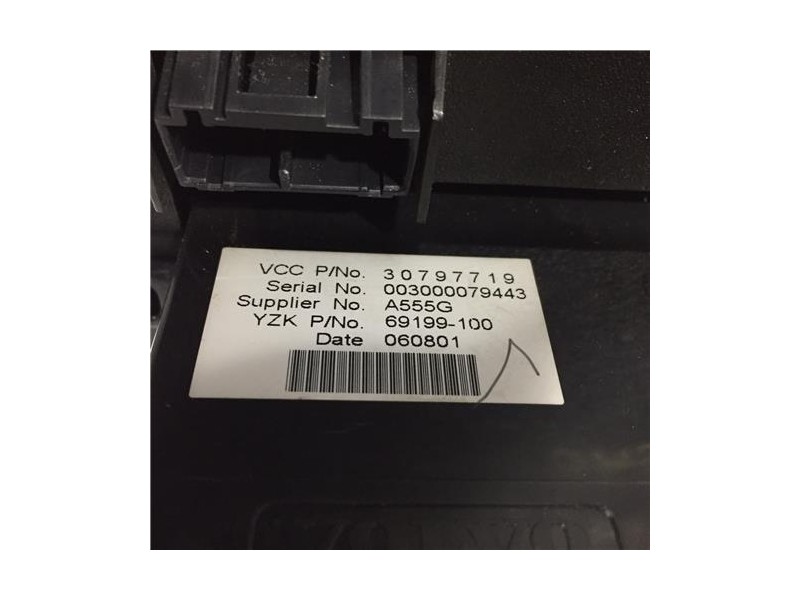 VCC P/No. 30797719
Serial No. 003000079443
Supplier No. A555G
YZK P/No. 69199-100
Date 060801